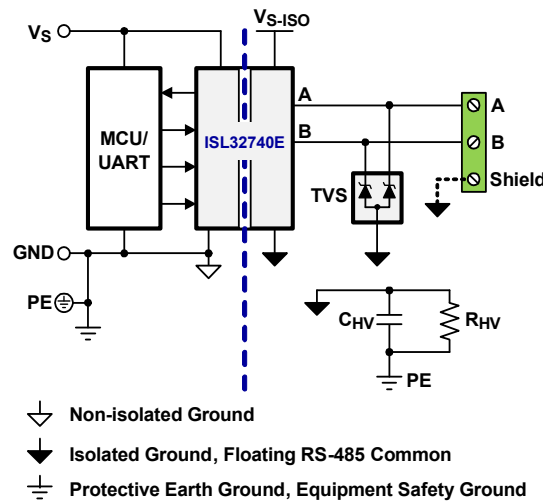 VS
VS-ISO
MCU/
UART
ISL32740E
A
B
A
B
Shield
TVS
GND
PE
CHV
RHV
PE
Non-isolated Ground
Isolated Ground, Floating RS-485 Common
Protective Earth Ground, Equipment Safety Ground